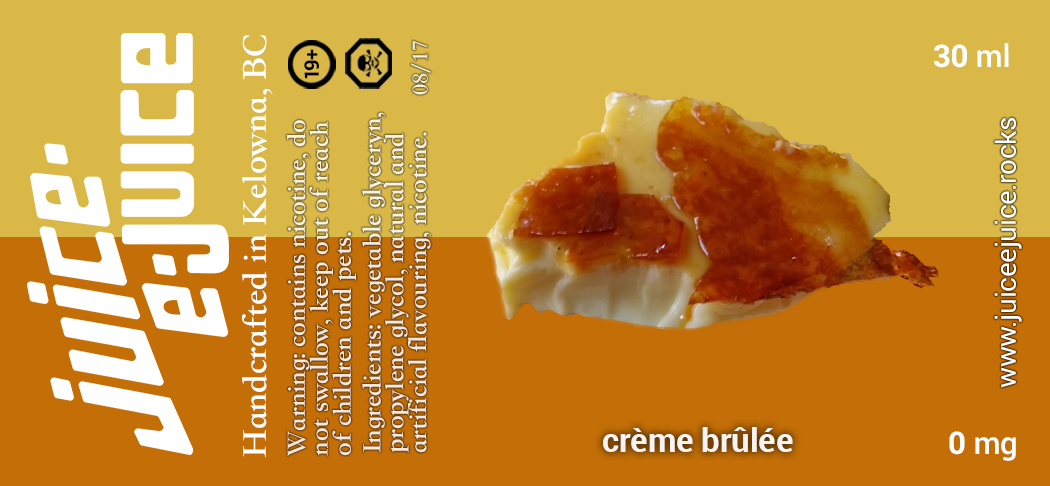 juice·
e·juice
Handcrafted in Kelowna, BC
Warning: contains nicotine, do
not swallow, keep out of reach
of children and pets.
Ingredients: vegetable glyceryn,
propylene glycol, natural and
artificial flavouring, nicotine.
19+
08/17
crème brûlée
30 ml
www.juiceejuice.rocks
0 mg